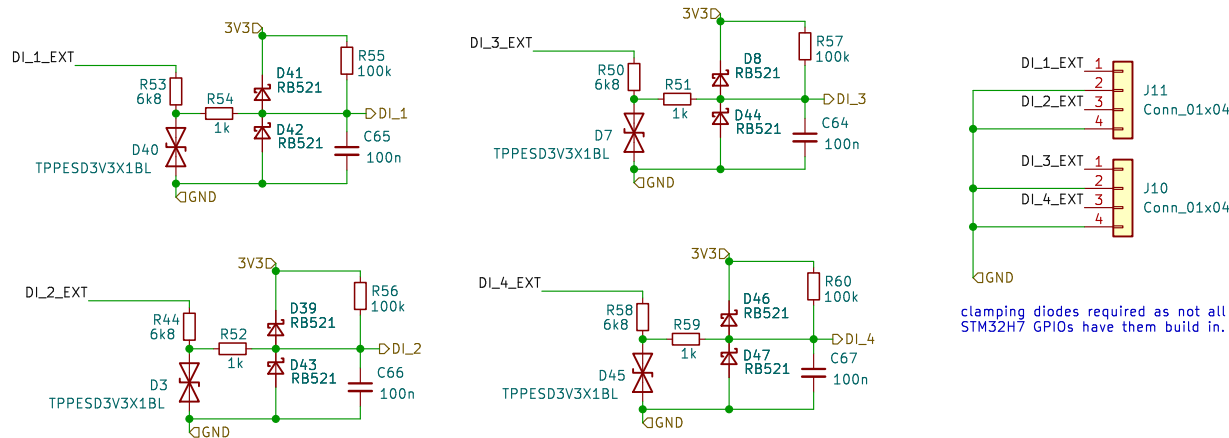 3V3
DI_1_EXT
R55
100k
D41
RB521
R53
6k8
R54
1k
DI_1
D42
RB521
D40
TPPESD3V3X1BL
C65
100n
GND
3V3
DI_3_EXT
R57
100k
D8
RB521
R50
6k8
R51
1k
DI_3
D44
RB521
D7
TPPESD3V3X1BL
C64
100n
GND
DI_1_EXT
1
2
DI_2_EXT
3
4
J11
Conn_01x04
DI_3_EXT
1
2
DI_4_EXT
3
4
J10
Conn_01x04
GND
clamping diodes required as not all
STM32H7 GPIOs have them build in.
3V3
DI_2_EXT
R56
100k
D39
RB521
R44
6k8
R52
1k
DI_2
D43
RB521
D3
TPPESD3V3X1BL
C66
100n
GND
3V3
DI_4_EXT
R60
100k
D46
RB521
R58
6k8
R59
1k
DI_4
D47
RB521
D45
TPPESD3V3X1BL
C67
100n
GND